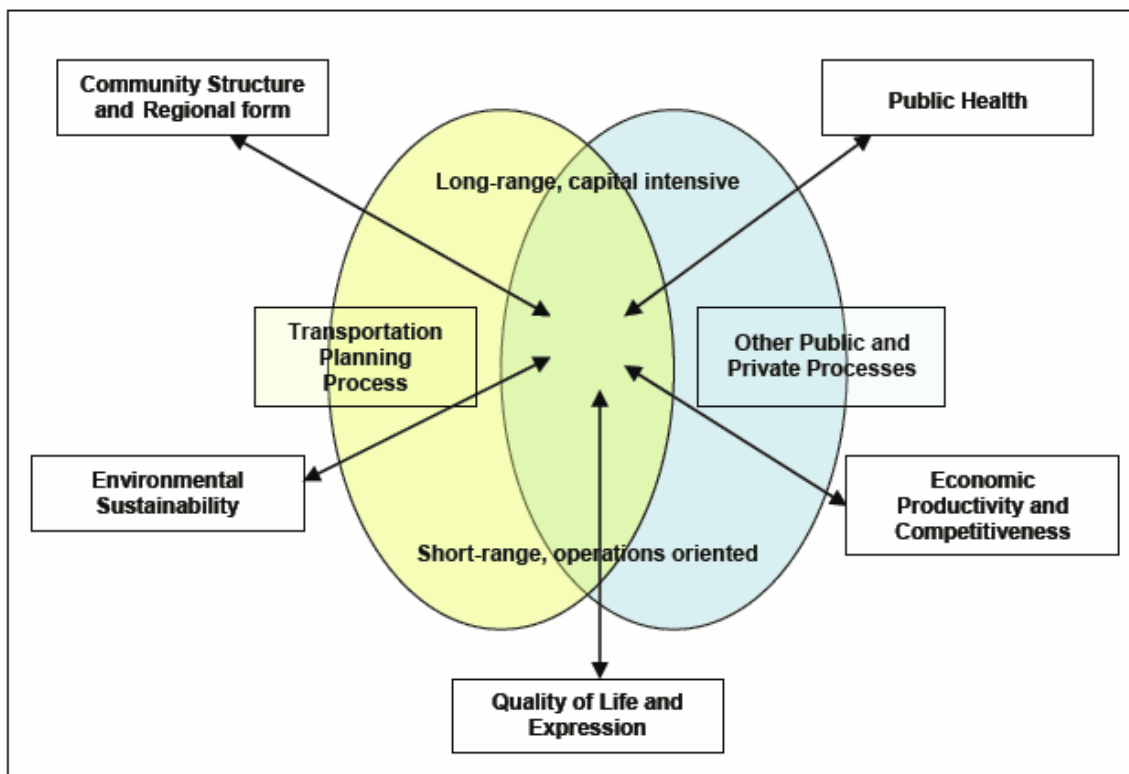 Community Structure
and Regional form
Public Health
Long-range, capital intensive
Transportation
Planning
Process
Other Public and
Private Processes
Environmental
Sustainability
Economic
Productivity and
Competitiveness
Short-range, operations oriented
Quality of Life and
Expression